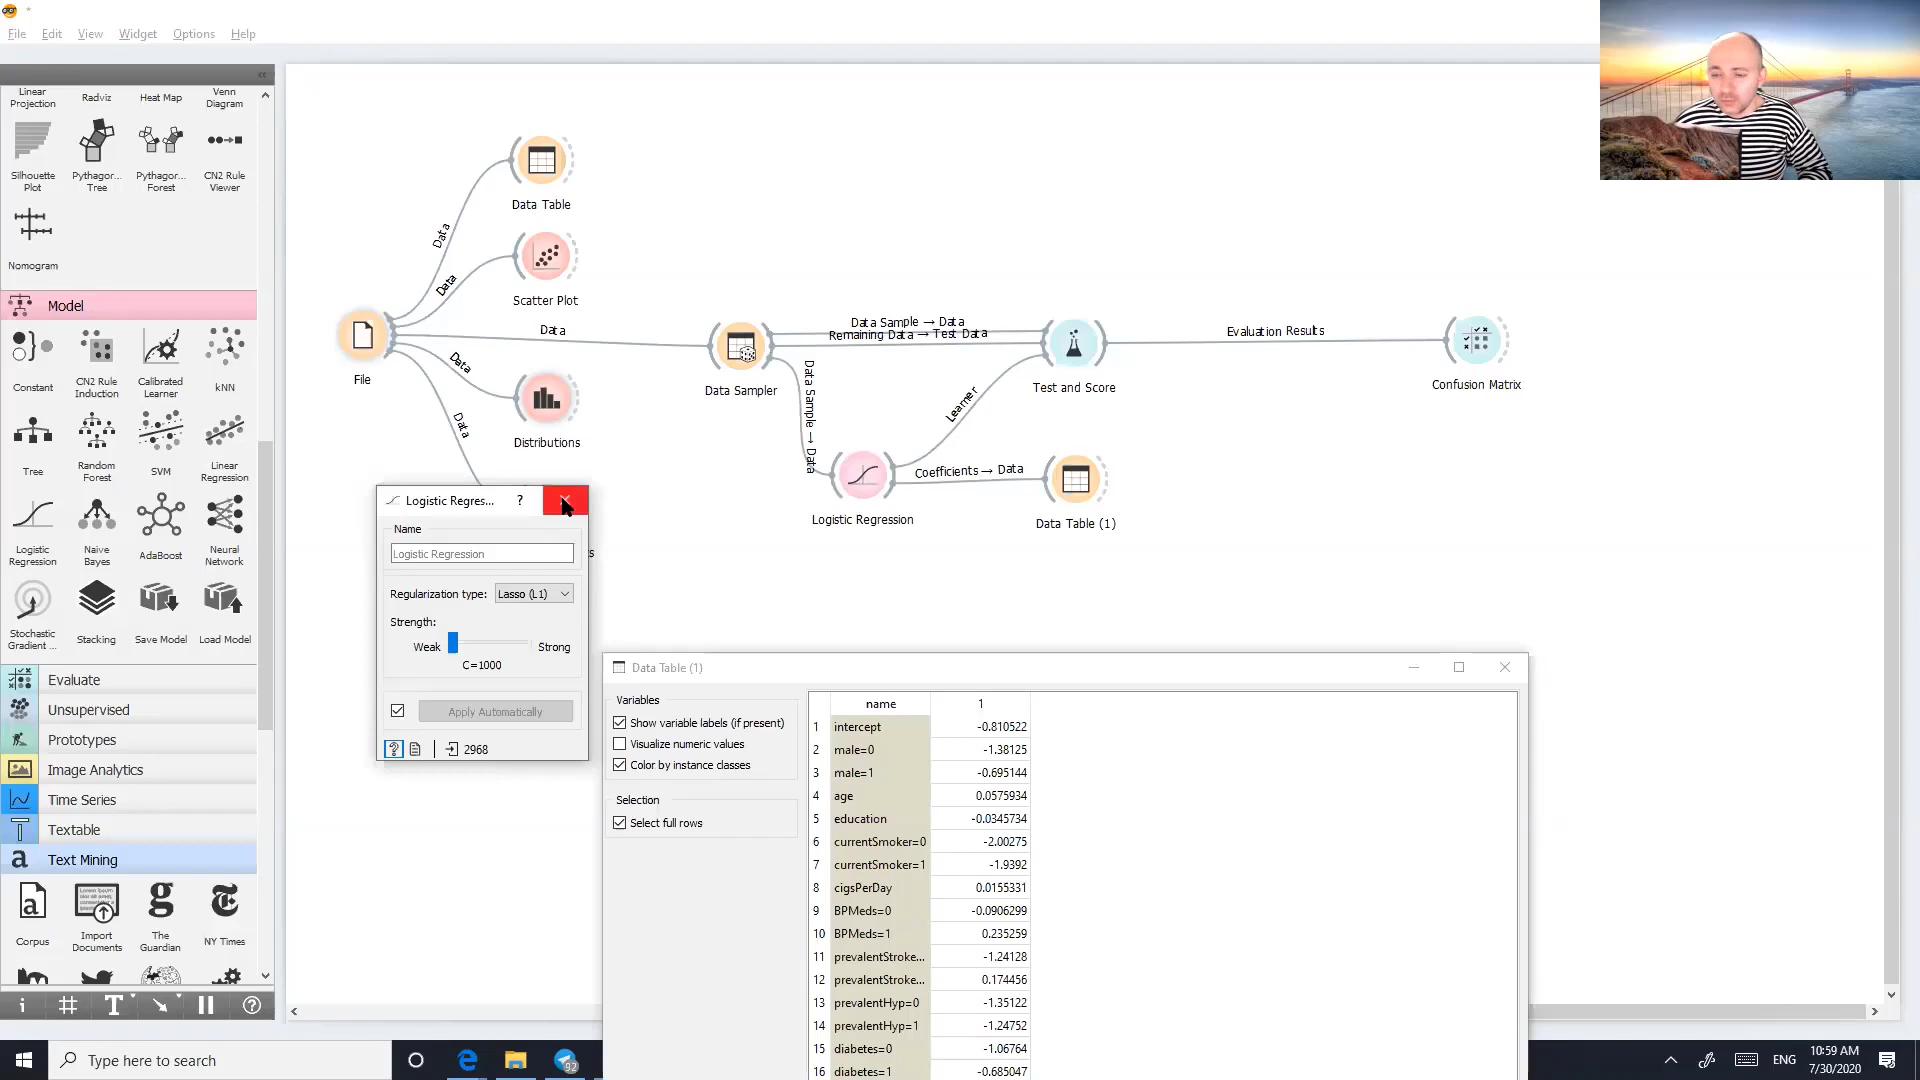 File Edit View Widget Options Help
Linear Projection
Radviz
Heat Map
Venn Diagram
Silhouette Plot
Pythagor... Tree
Pythagor... Forest
CN2 Rule Viewer
Nomogram
Model
Constant
CN2 Rule Induction
Calibrated Learner
kNN
Tree
Random Forest
SVM
Linear Regression
Logistic Regression
Naive Bayes
AdaBoost
Neural Network
Stochastic Gradient ...
Stacking
Save Model
Load Model
Evaluate
Unsupervised
Prototypes
Image Analytics
Time Series
Textable
Text Mining
Corpus
Import Documents
The Guardian
NY Times
Data Table
Data
Scatter Plot
Data
File
Data
Data
Distributions
Data
Data Sampler
Data Sample → Data
Remaining Data → Test Data
Data Sample → Data
Test and Score
Learner
Logistic Regression
Coefficients → Data
Data Table (1)
Evaluation Results
Confusion Matrix
Logistic Regres... ?
Name
Logistic Regression
Regularization type: Lasso (L1)
Strength:
Weak Strong
C=1000
Apply Automatically
? 2968
s
Data Table (1)
Variables
Show variable labels (if present)
Visualize numeric values
Color by instance classes
Selection
Select full rows
name 1
1 intercept -0.810522
2 male=0 -1.38125
3 male=1 -0.695144
4 age 0.0575934
5 education -0.0345734
6 currentSmoker=0 -2.00275
7 currentSmoker=1 -1.9392
8 cigsPerDay 0.0155331
9 BPMeds=0 -0.0906299
10 BPMeds=1 0.235259
11 prevalentStroke... -1.24128
12 prevalentStroke... 0.174456
13 prevalentHyp=0 -1.35122
14 prevalentHyp=1 -1.24752
15 diabetes=0 -1.06764
16 diabetes=1 -0.685047
Type here to search
92
ENG
10:59 AM
7/30/2020